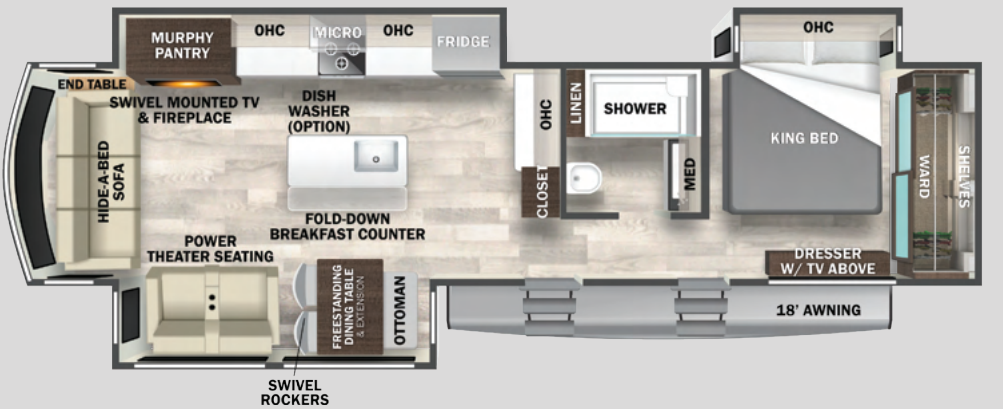 MURPHY
PANTRY
OHC
MICRO
OHC
FRIDGE
OHC
END TABLE
SWIVEL MOUNTED TV
& FIREPLACE
DISH
WASHER
(OPTION)
OHC
LINEN
SHOWER
KING BED
HIDE-A-BED
SOFA
CLOSET
MED
WARD
SHELVES
FOLD-DOWN
BREAKFAST COUNTER
POWER
THEATER SEATING
DRESSER
W/ TV ABOVE
FREESTANDING
DINING TABLE
& EXTENSION
OTTOMAN
18' AWNING
SWIVEL
ROCKERS